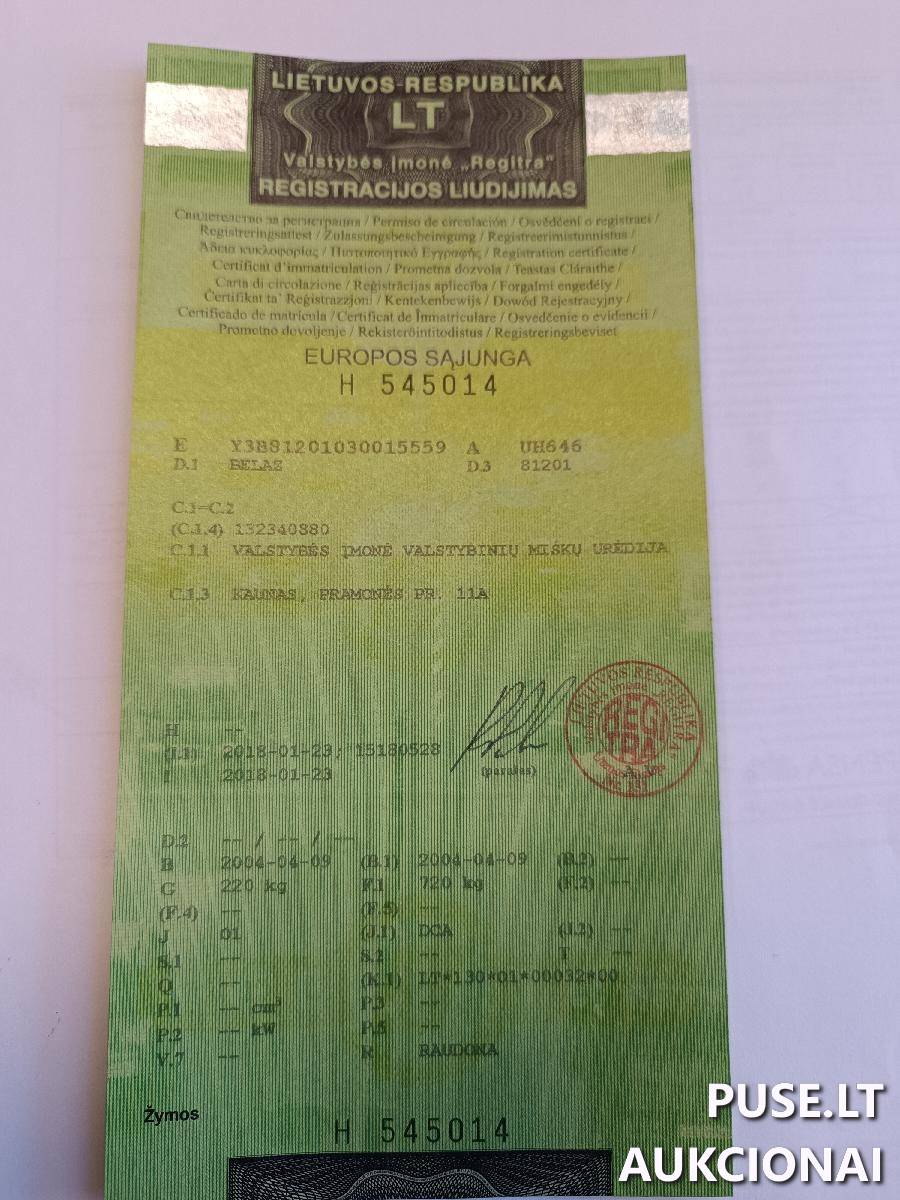 LIETUVOS RESPUBLIKA
LT
Valstybės įmonė „Regitra“
REGISTRACIJOS LIUDIJIMAS
Свидетелство за регистрация / Permiso de circulación / Osvědčení o registraci /
Registreringsattest / Zulassungsbescheinigung / Registreerimistunnistus /
Άδεια κυκλοφορίας / Πιστοποιητικό Εγγραφής / Registration certificate /
Certificat d'immatriculation / Prometna dozvola / Teastas Cláraithe /
Carta di circolazione / Reģistrācijas apliecība / Forgalmi engedély /
Ċertifikat ta' Reġistrazzjoni / Kentekenbewijs / Dowód Rejestracyjny /
Certificado de matrícula / Certificat de Înmatriculare / Osvedčenie o evidencii /
Prometno dovoljenje / Rekisteröintitodistus / Registreringsbeviset
EUROPOS SĄJUNGA
H 545014
E Y3B81201030015559 A UH646
D.1 BELAZ D.3 81201
C.1=C.2
(C.1.4) 132340880
C.1.1 VALSTYBĖS ĮMONĖ VALSTYBINIŲ MIŠKŲ URĖDIJA
C.1.3 KAUNAS, PRAMONĖS PR. 11A
H --
(I.1) 2018-01-23; 15180528
I 2018-01-23
(parašas)
LIETUVOS RESPUBLIKA
REGI
TRA
D.2 -- / -- / --
B 2004-04-09 (B.1) 2004-04-09 (B.2) --
G 220 kg F.1 720 kg (F.2) --
(F.4) -- (F.5) --
J 01 (J.1) DCA (J.2) --
S.1 -- S.2 -- T --
Q -- (K.1) LT*130*01*00032*00
P.1 -- cm³ P.3 --
P.2 -- kW P.5 --
V.7 -- R RAUDONA
Žymos
H 545014
PUSE.LT
AUKCIONAI